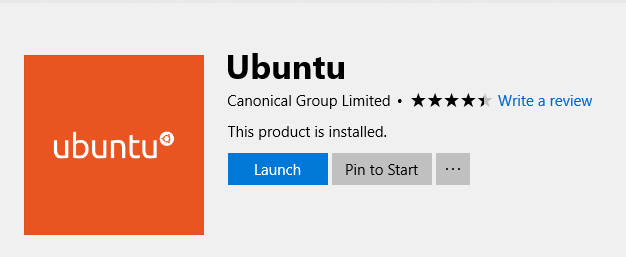 Ubuntu
ubuntu
Canonical Group Limited • Write a review
This product is installed.
Launch Pin to Start ...